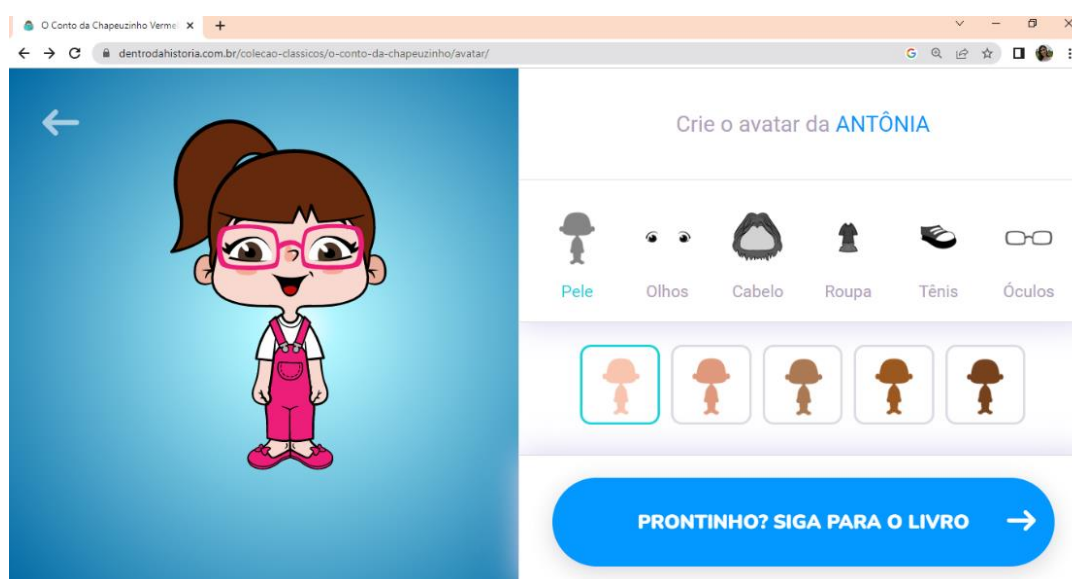 O Conto da Chapeuzinho Verme
dentrodahistoria.com.br/colecao-classicos/o-conto-da-chapeuzinho/avatar/
Crie o avatar da ANTÔNIA
Pele Olhos Cabelo Roupa Tênis Óculos
PRONTINHO? SIGA PARA O LIVRO